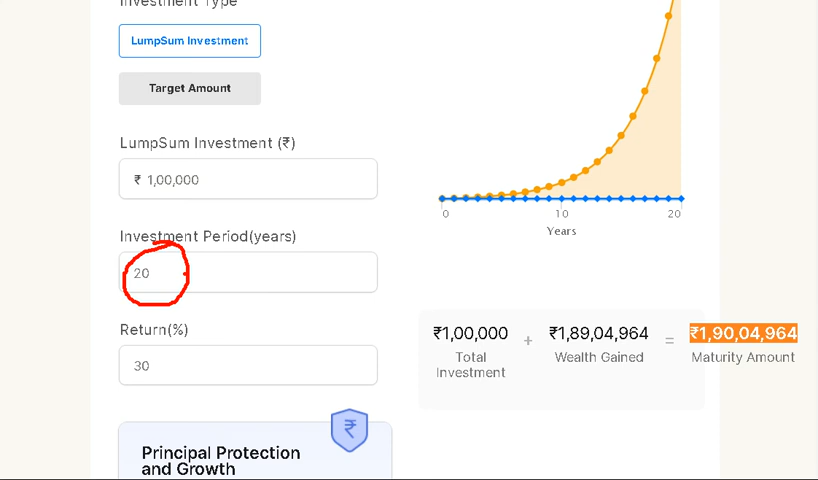 Investment Type
LumpSum Investment
Target Amount
LumpSum Investment (₹)
₹ 1,00,000
Investment Period(years)
20
Return(%)
30
Principal Protection
and Growth
₹
0 10 20
Years
₹1,00,000 + ₹1,89,04,964 = ₹1,90,04,964
Total Investment Wealth Gained Maturity Amount